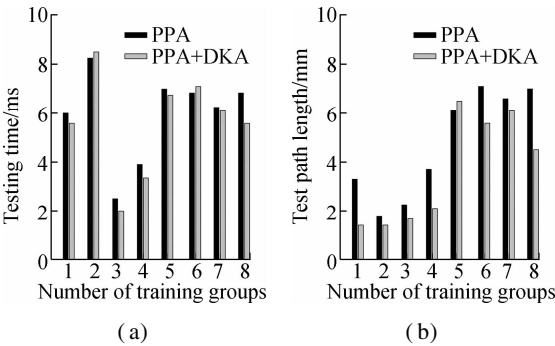 10
8
6
4
2
0
Testing time/ms
PPA
PPA+DKA
1 2 3 4 5 6 7 8
Number of training groups
(a)
10
8
6
4
2
0
Test path length/mm
PPA
PPA+DKA
1 2 3 4 5 6 7 8
Number of training groups
(b)